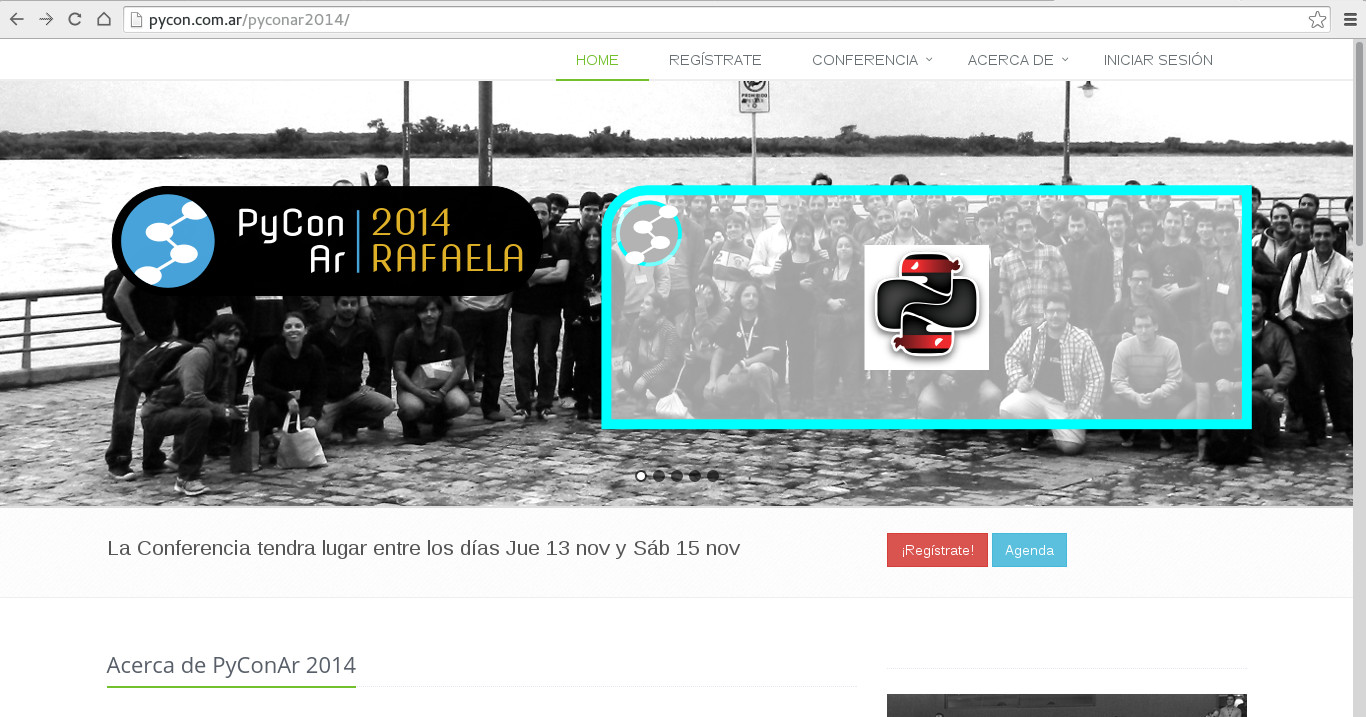 pycon.com.ar/pyconar2014/
HOME REGÍSTRATE CONFERENCIA ACERCA DE INICIAR SESIÓN
PROHIBIDO
PyCon
Ar
2014
RAFAELA
La Conferencia tendra lugar entre los días Jue 13 nov y Sáb 15 nov
¡Regístrate! Agenda
Acerca de PyConAr 2014